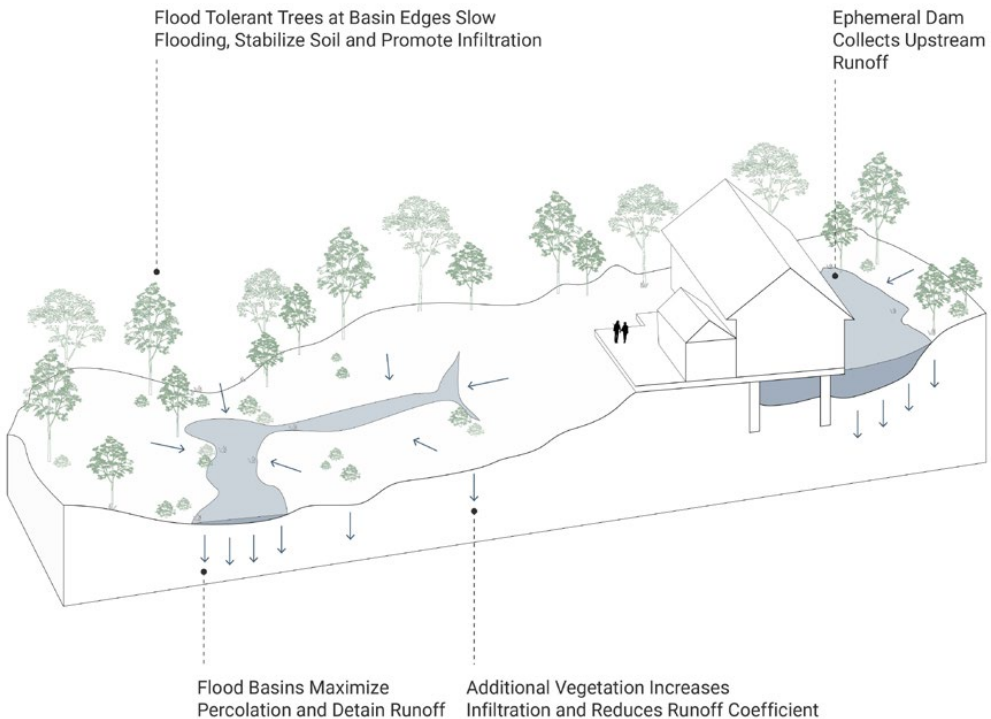 Flood Tolerant Trees at Basin Edges Slow
Flooding, Stabilize Soil and Promote Infiltration
Ephemeral Dam
Collects Upstream
Runoff
Flood Basins Maximize
Percolation and Detain Runoff
Additional Vegetation Increases
Infiltration and Reduces Runoff Coefficient